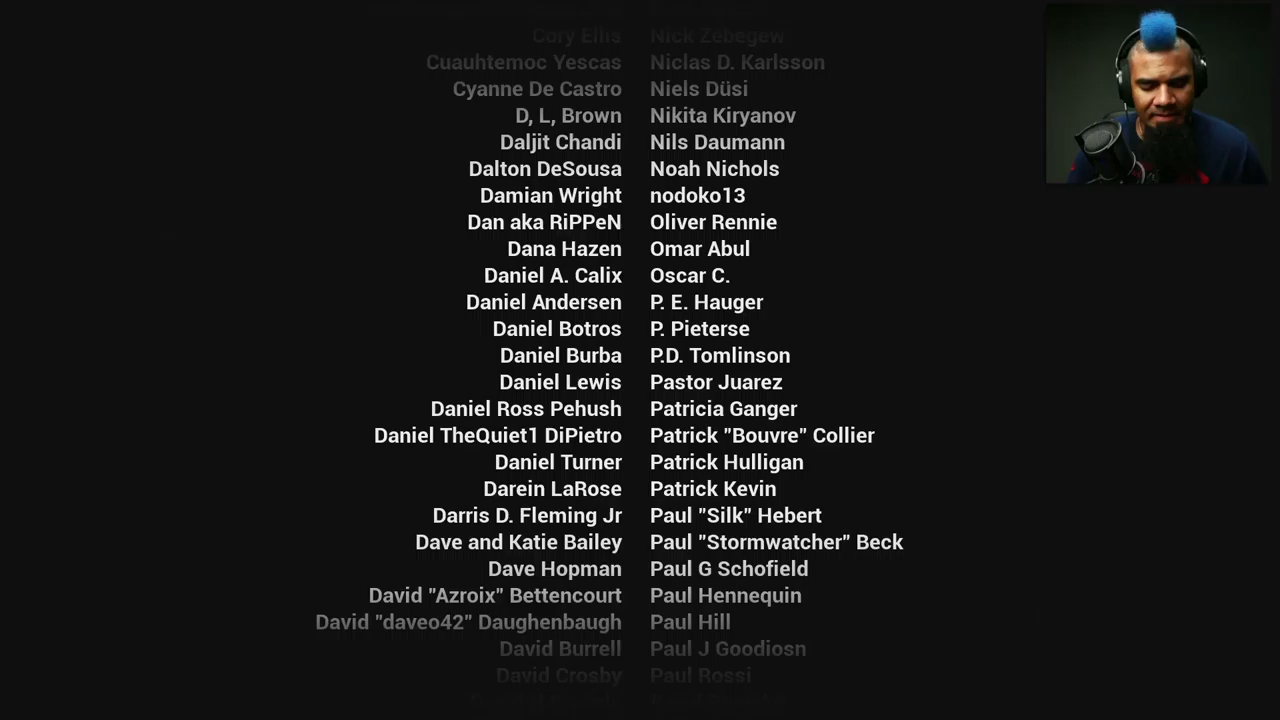 Cory Ellis Nick Zebegew
Cuauhtemoc Yescas Niclas D. Karlsson
Cyanne De Castro Niels Düsi
D, L, Brown Nikita Kiryanov
Daljit Chandi Nils Daumann
Dalton DeSousa Noah Nichols
Damian Wright nodoko13
Dan aka RiPPeN Oliver Rennie
Dana Hazen Omar Abul
Daniel A. Calix Oscar C.
Daniel Andersen P. E. Hauger
Daniel Botros P. Pieterse
Daniel Burba P.D. Tomlinson
Daniel Lewis Pastor Juarez
Daniel Ross Pehush Patricia Ganger
Daniel TheQuiet1 DiPietro Patrick "Bouvre" Collier
Daniel Turner Patrick Hulligan
Darein LaRose Patrick Kevin
Darris D. Fleming Jr Paul "Silk" Hebert
Dave and Katie Bailey Paul "Stormwatcher" Beck
Dave Hopman Paul G Schofield
David "Azroix" Bettencourt Paul Hennequin
David "daveo42" Daughenbaugh Paul Hill
David Burrell Paul J Goodiosn
David Crosby Paul Rossi